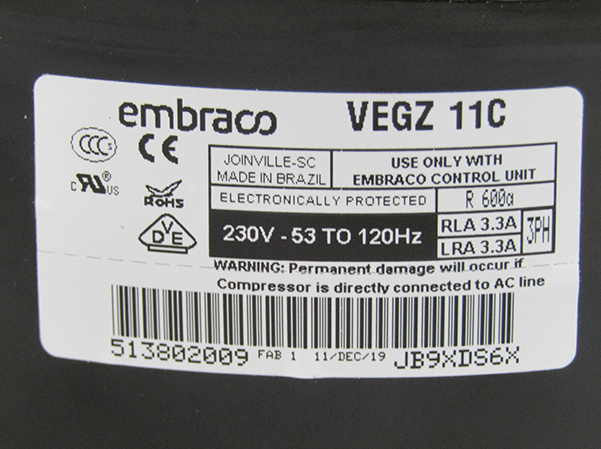 embraco VEGZ 11C
CCC S
CE
JOINVILLE-SC
MADE IN BRAZIL
USE ONLY WITH
EMBRACO CONTROL UNIT
c RU ® US
RoHS
ELECTRONICALLY PROTECTED R 600a
VDE
230V - 53 TO 120Hz
RLA 3.3A
LRA 3.3A
3PH
WARNING: Permanent damage will occur if
Compressor is directly connected to AC line
513802009 FAB 1 11/DEC/19 JB9XDS6X